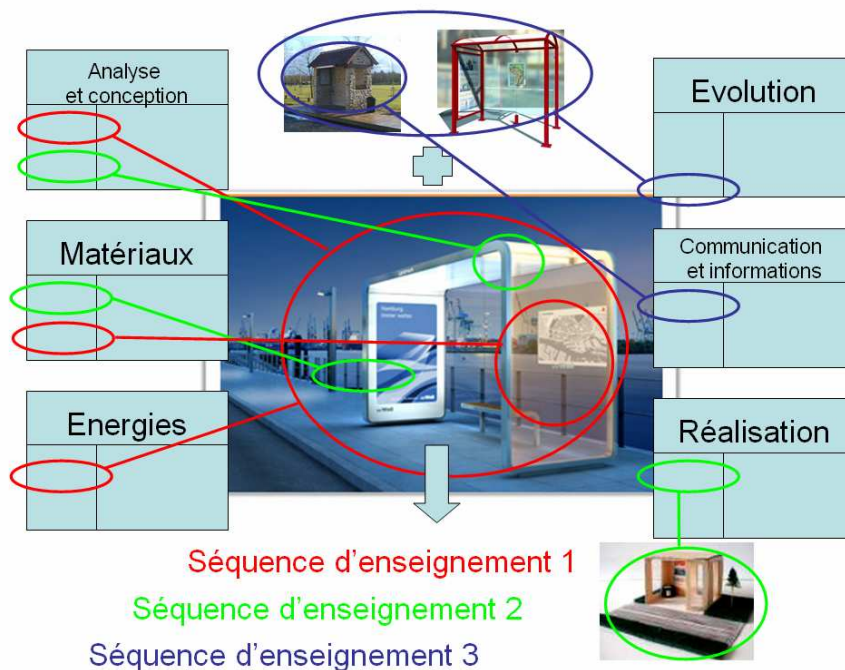 Analyse
et conception
Evolution
Matériaux
Communication
et informations
Energies
Réalisation
Séquence d'enseignement 1
Séquence d'enseignement 2
Séquence d'enseignement 3